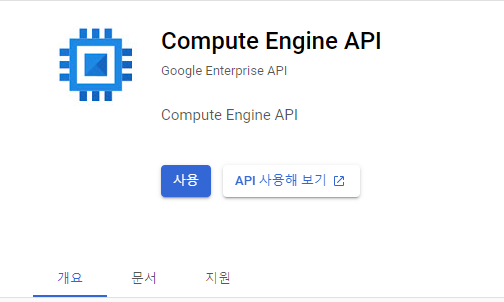 Compute Engine API
Google Enterprise API
Compute Engine API
사용 API 사용해 보기
개요 문서 지원